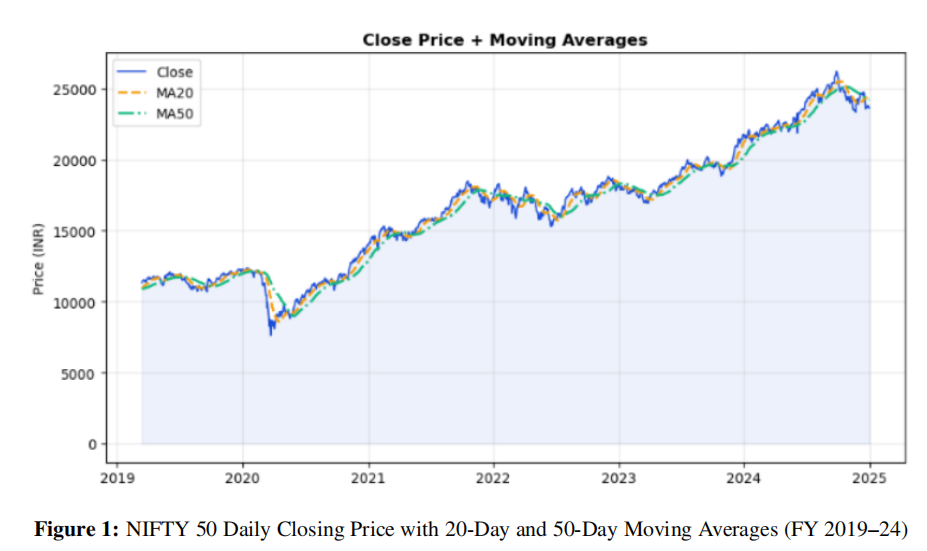 Close Price + Moving Averages
Close
MA20
MA50
Price (INR)
25000
20000
15000
10000
5000
0
2019 2020 2021 2022 2023 2024 2025
Figure 1: NIFTY 50 Daily Closing Price with 20-Day and 50-Day Moving Averages (FY 2019–24)